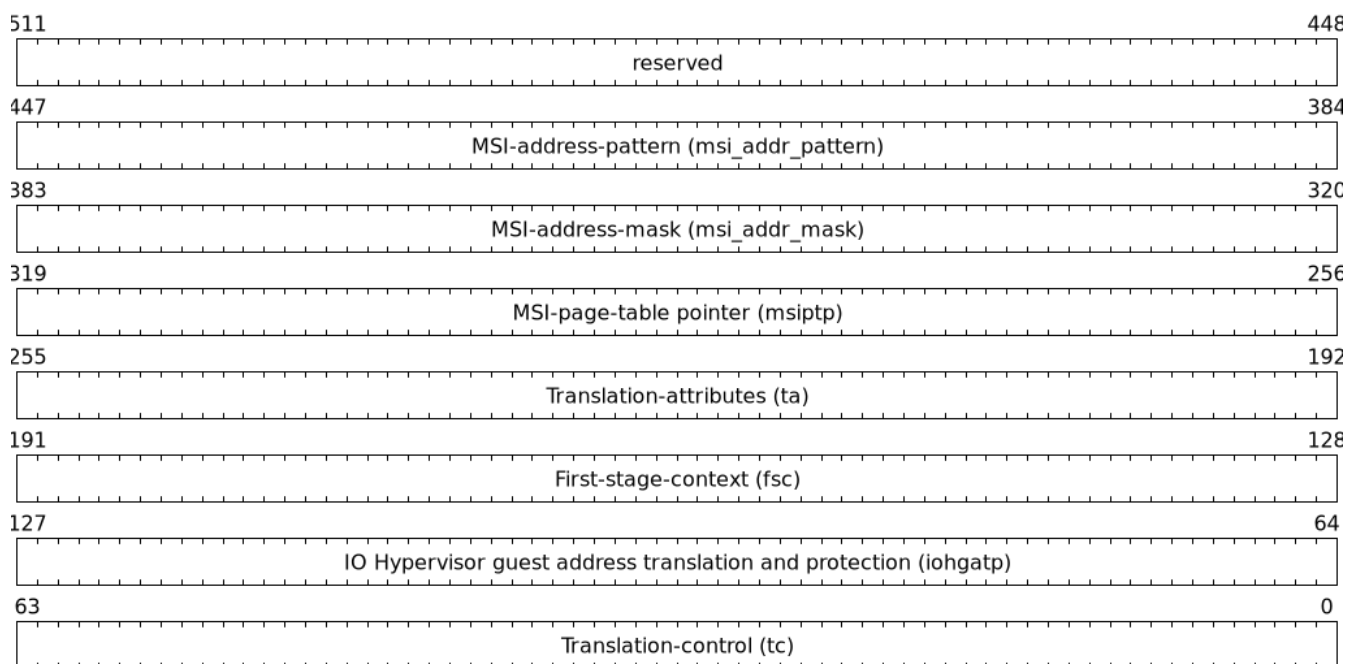 511 448
reserved
447 384
MSI-address-pattern (msi_addr_pattern)
383 320
MSI-address-mask (msi_addr_mask)
319 256
MSI-page-table pointer (msiptp)
255 192
Translation-attributes (ta)
191 128
First-stage-context (fsc)
127 64
IO Hypervisor guest address translation and protection (iohgatp)
63 0
Translation-control (tc)